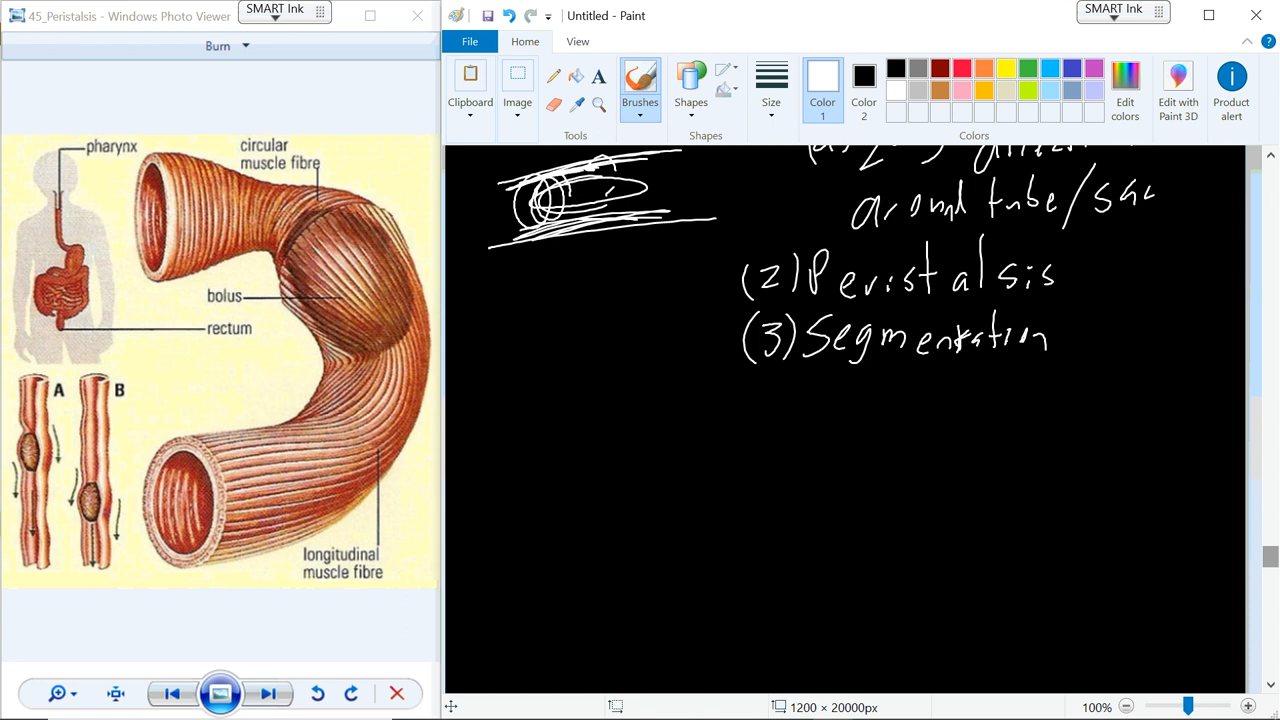 45_Peristalsis - Windows Photo Viewer
SMART Ink
Burn
pharynx
circular
muscle fibre
bolus
rectum
A
B
longitudinal
muscle fibre
Untitled - Paint
SMART Ink
File
Home
View
Clipboard
Image
Tools
Brushes
Shapes
Shapes
Size
Color
1
Color
2
Edit
colors
Colors
Edit with
Paint 3D
Product
alert
around tube/sac
(2) Peristalsis
(3) Segmentation
1200 × 20000px
100%